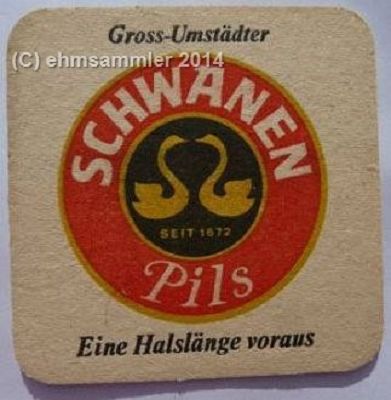 Gross-Umstädter
(C) ehmsammler 2014
SCHWANEN
SEIT 1872
Pils
Eine Halslänge voraus